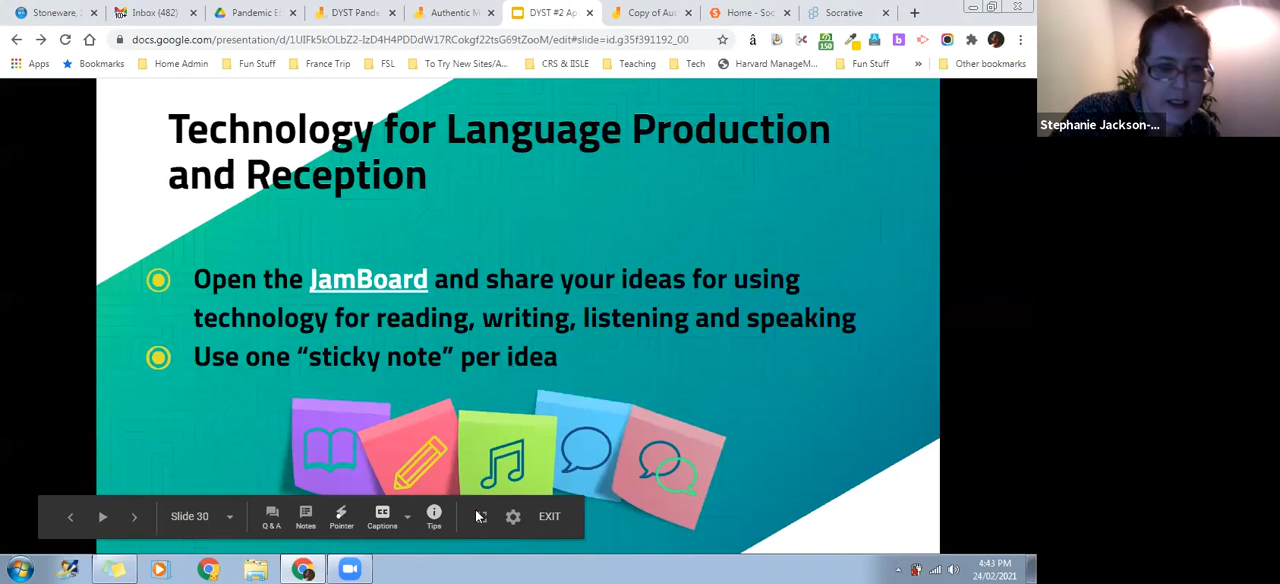 Stoneware, I
Inbox (482)
Pandemic E
DYST Pand
Authentic M
DYST #2 Ap
Copy of Aut
Home - Soc
Socrative
docs.google.com/presentation/d/1UIFk5kOLbZ2-IzD4H4PDDdW17RCokgf22tsG69tZooM/edit#slide=id.g35f391192_00
â
150
Apps
Bookmarks
Home Admin
Fun Stuff
France Trip
FSL
To Try New Sites/A...
CRS & IISLE
Teaching
Tech
Harvard ManageM...
Fun Stuff
»
Other bookmarks
Stephanie Jackson-...
Technology for Language Production
and Reception
Open the JamBoard and share your ideas for using
technology for reading, writing, listening and speaking
Use one “sticky note” per idea
Slide 30
Q & A
Notes
Pointer
Captions
Tips
EXIT
4:43 PM
24/02/2021